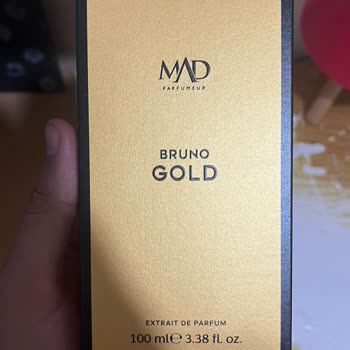 MAD
PARFUMEUR
BRUNO
GOLD
EXTRAIT DE PARFUM
100 ml℮ 3.38 fl. oz.